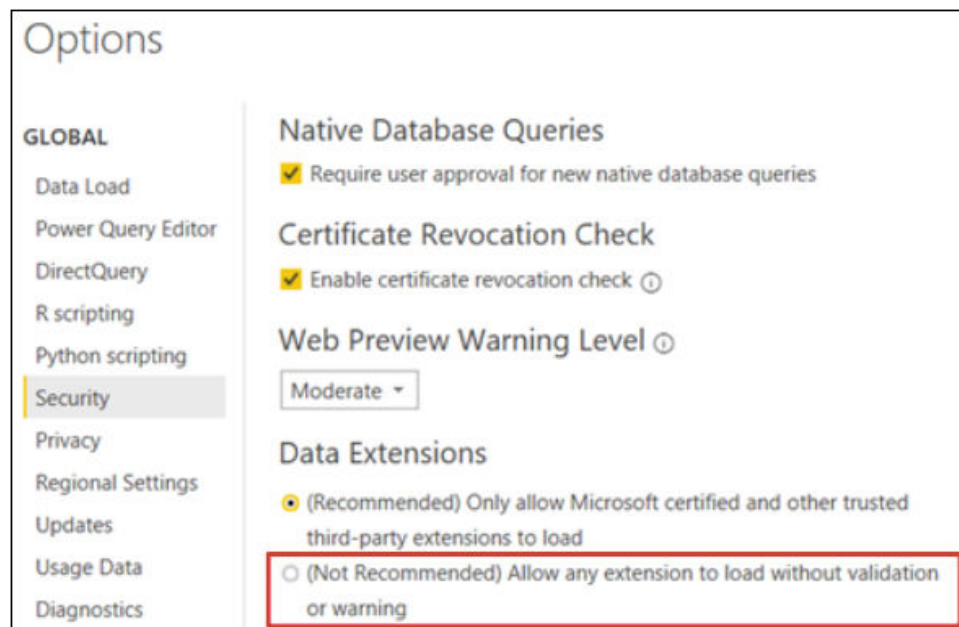 Options
GLOBAL
Data Load
Power Query Editor
DirectQuery
R scripting
Python scripting
Security
Privacy
Regional Settings
Updates
Usage Data
Diagnostics
Native Database Queries
Require user approval for new native database queries
Certificate Revocation Check
Enable certificate revocation check
Web Preview Warning Level
Moderate
Data Extensions
(Recommended) Only allow Microsoft certified and other trusted
third-party extensions to load
(Not Recommended) Allow any extension to load without validation
or warning